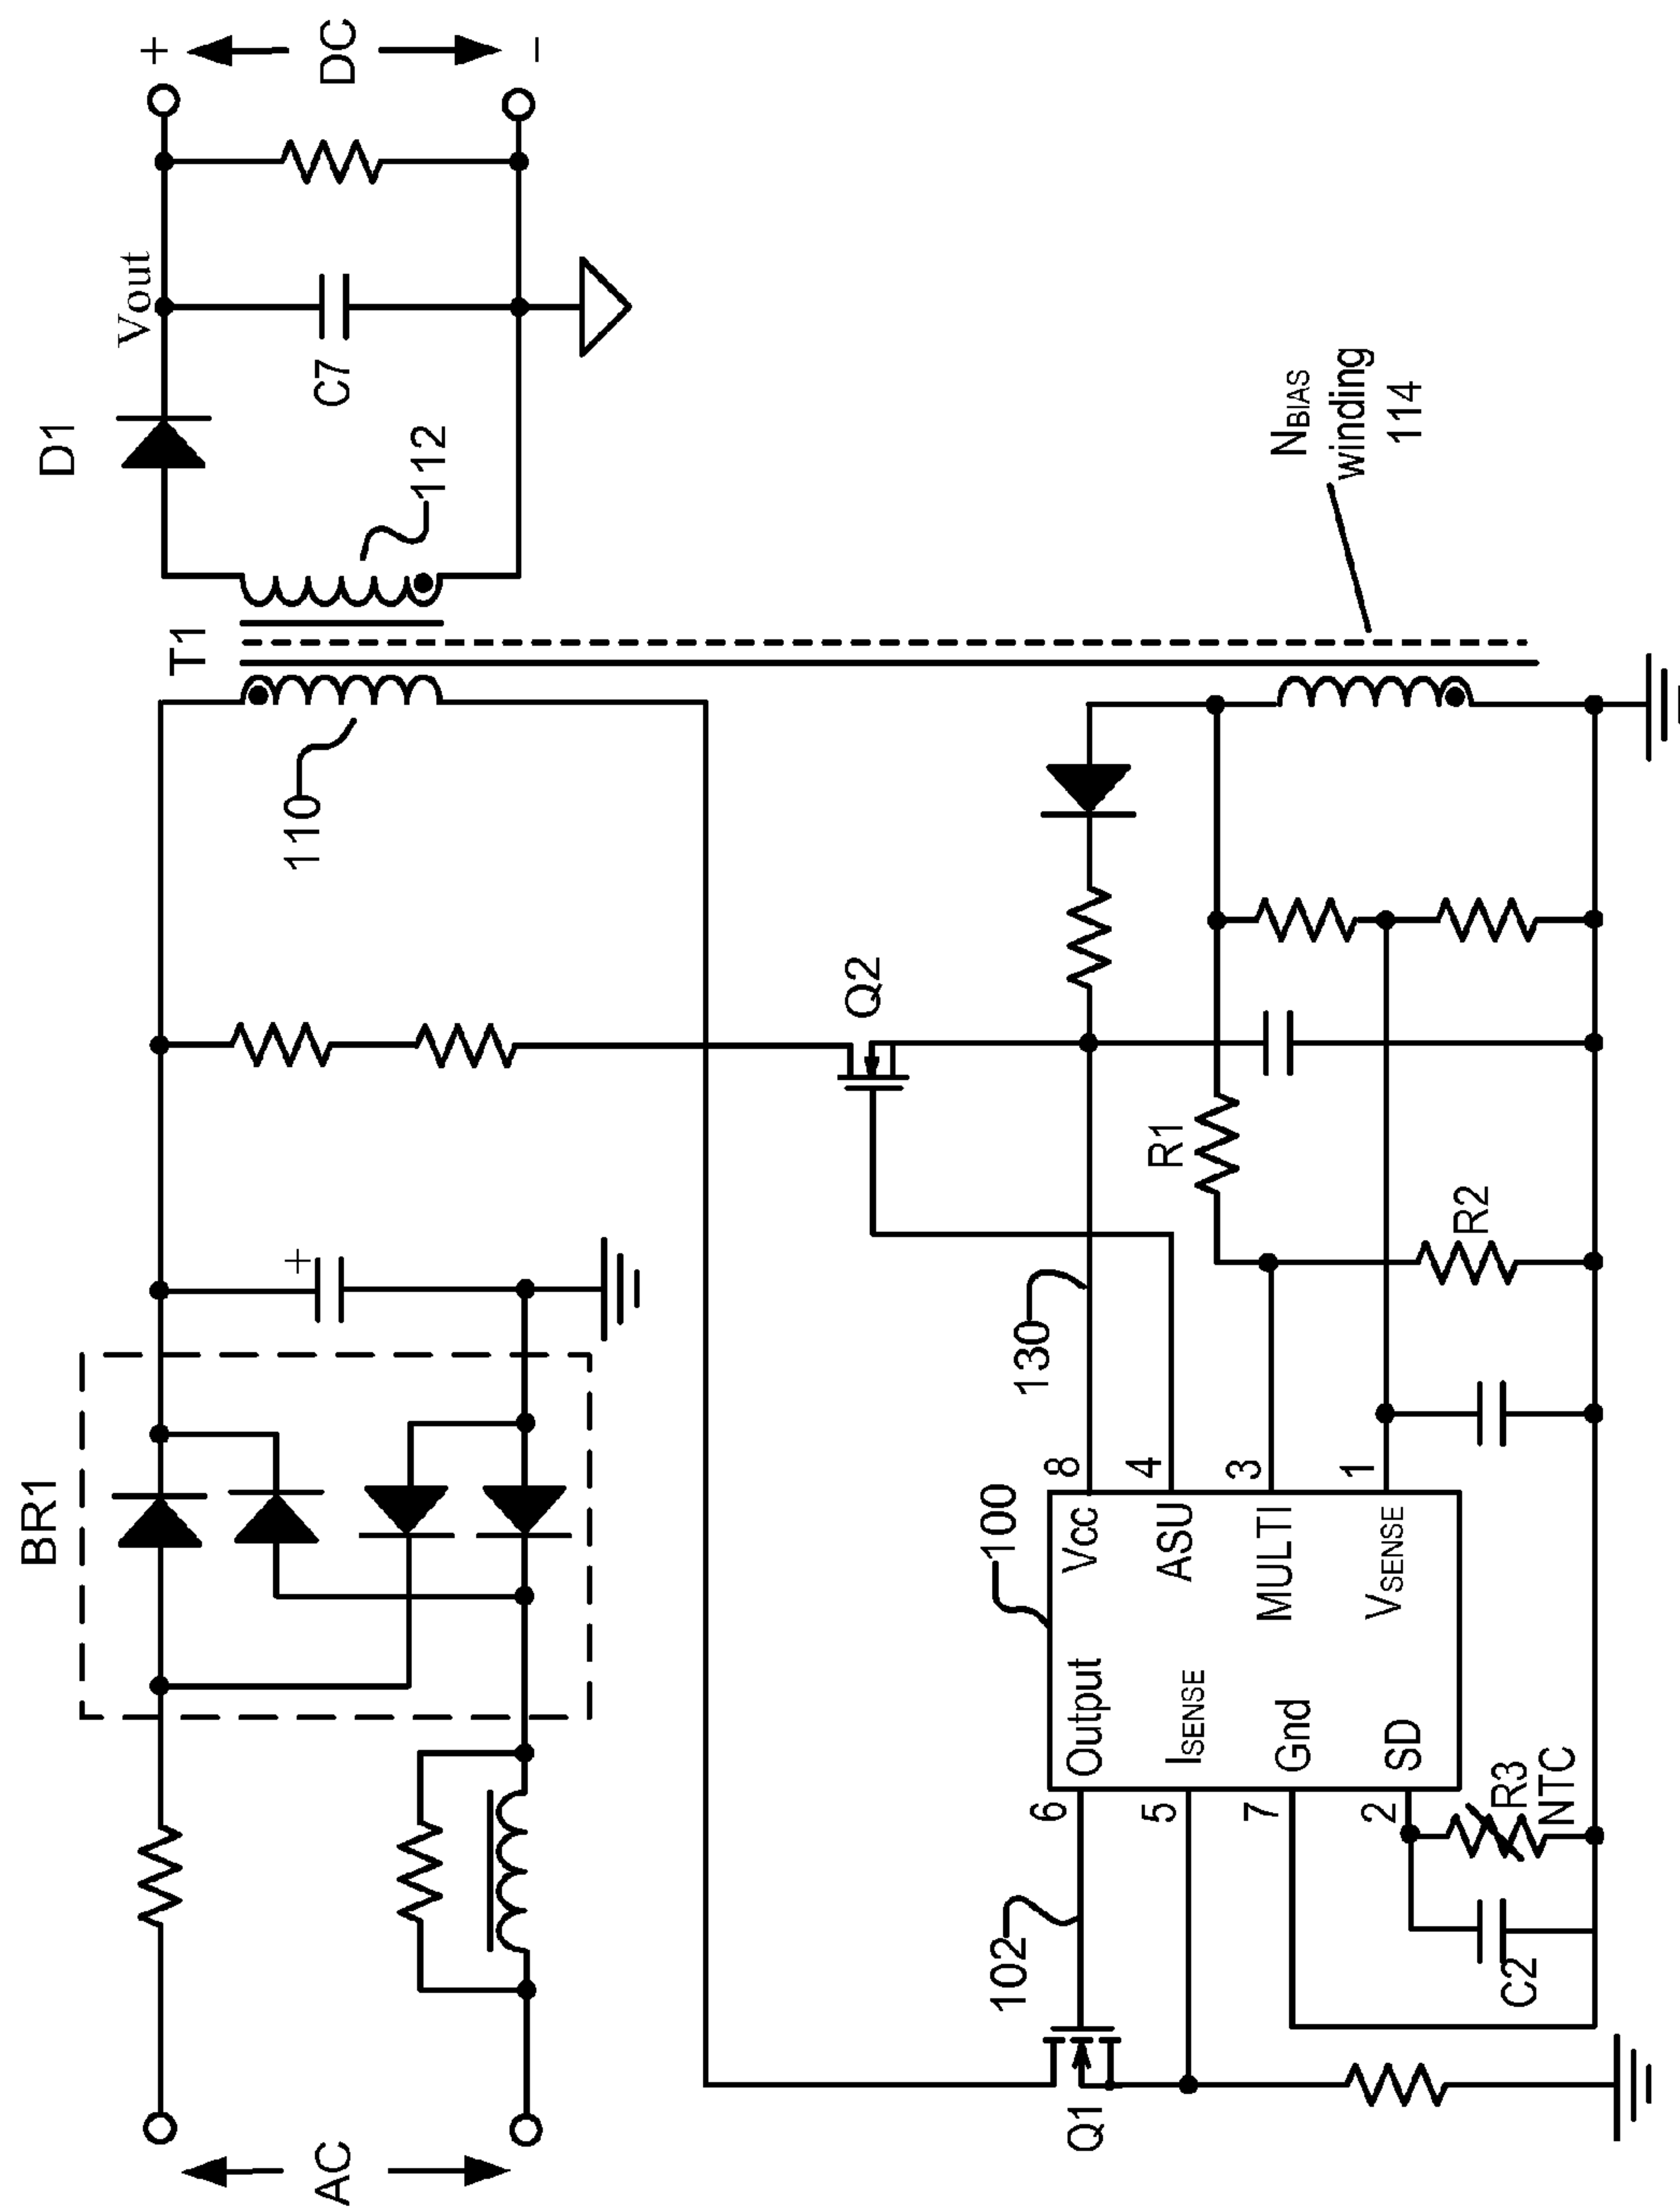 BR1
AC
+
T1
110
112
D1
Vout
C7
+
DC
−
Q2
130
R1
R2
NBIAS
winding
114
100
102
Q1
6
5
7
2
Output
ISENSE
Gnd
SD
Vcc
ASU
MULTI
VSENSE
8
4
3
1
C2
R3
NTC